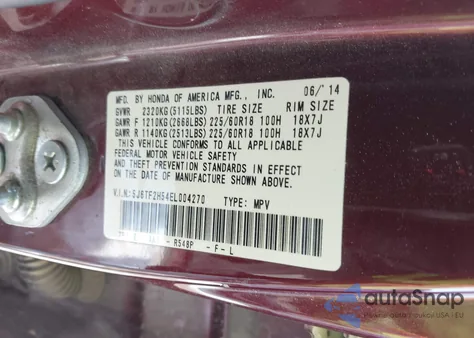 MFD. BY HONDA OF AMERICA MFG., INC. 06/14
GVWR 2320KG(5115LBS) TIRE SIZE RIM SIZE
GAWR F 1210KG(2668LBS) 225/60R18 100H 18X7J
GAWR R 1140KG(2513LBS) 225/60R18 100H 18X7J
THIS VEHICLE CONFORMS TO ALL APPLICABLE
FEDERAL MOTOR VEHICLE SAFETY, BUMPER,
AND THEFT PREVENTION STANDARDS IN EFFECT
ON THE DATE OF MANUFACTURE SHOWN ABOVE.
V.I.N.: 5J6TF2H54EL004270 TYPE: MPV
R548P - F - L
autoSnap